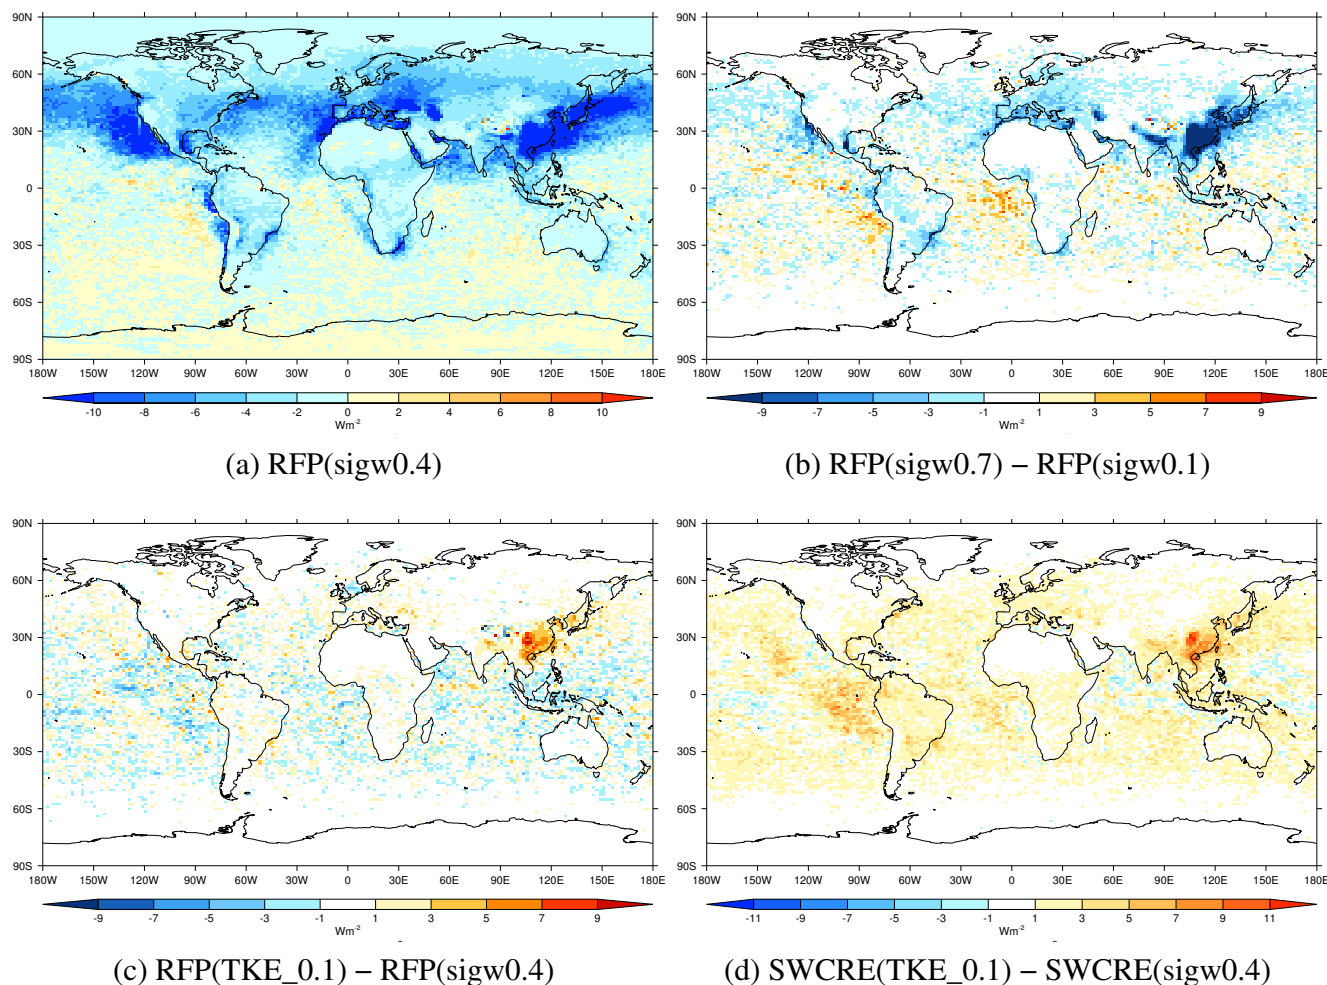 90N
60N
30N
0
30S
60S
90S
180W 150W 120W 90W 60W 30W 0 30E 60E 90E 120E 150E 180E
-10 -8 -6 -4 -2 0 2 4 6 8 10
Wm-2
(a) RFP(sigw0.4)
90N
60N
30N
0
30S
60S
90S
180W 150W 120W 90W 60W 30W 0 30E 60E 90E 120E 150E 180E
-9 -7 -5 -3 -1 1 3 5 7 9
Wm-2
(b) RFP(sigw0.7) – RFP(sigw0.1)
90N
60N
30N
0
30S
60S
90S
180W 150W 120W 90W 60W 30W 0 30E 60E 90E 120E 150E 180E
-9 -7 -5 -3 -1 1 3 5 7 9
Wm-2
(c) RFP(TKE_0.1) – RFP(sigw0.4)
90N
60N
30N
0
30S
60S
90S
180W 150W 120W 90W 60W 30W 0 30E 60E 90E 120E 150E 180E
-11 -9 -7 -5 -3 -1 1 3 5 7 9 11
Wm-2
(d) SWCRE(TKE_0.1) – SWCRE(sigw0.4)